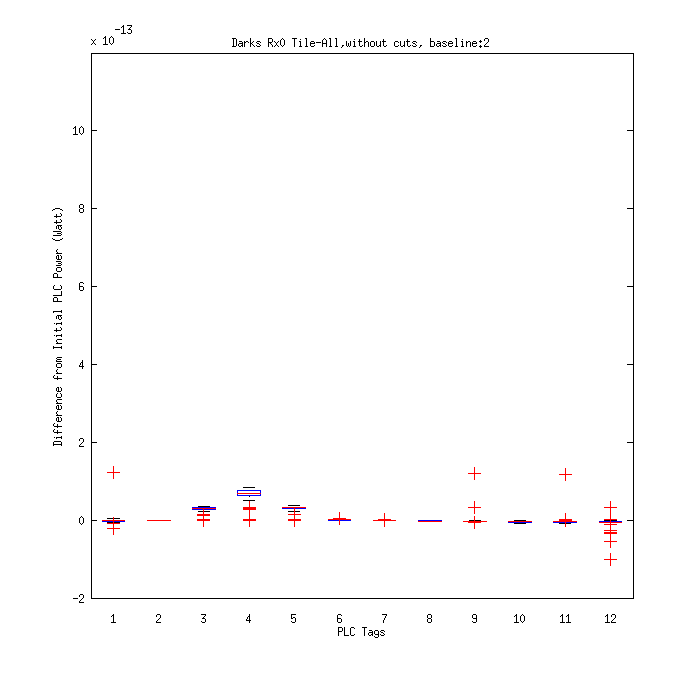 x 10-13
Darks Rx0 Tile-All,without cuts, baseline:2
10
8
6
4
2
0
-2
Difference from Initial PLC Power (Watt)
1 2 3 4 5 6 7 8 9 10 11 12
PLC Tags